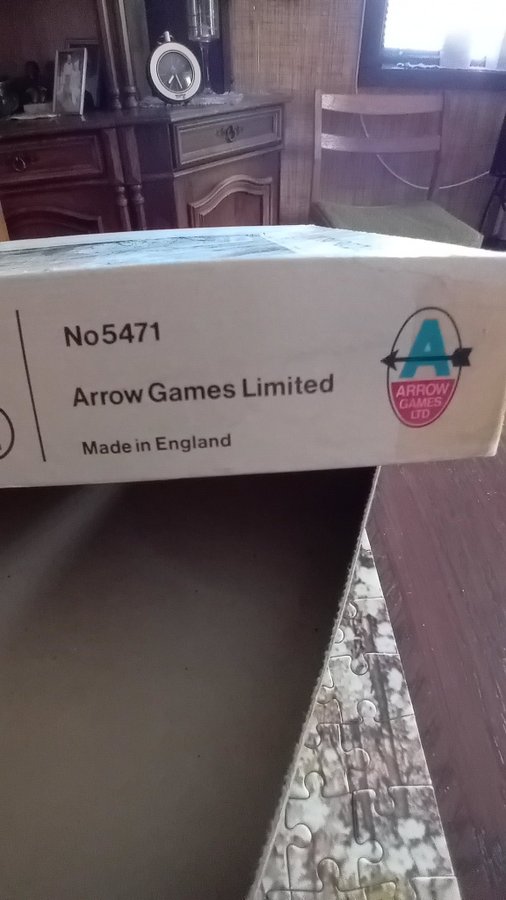 No5471
Arrow Games Limited
Made in England
A
ARROW
GAMES
LTD